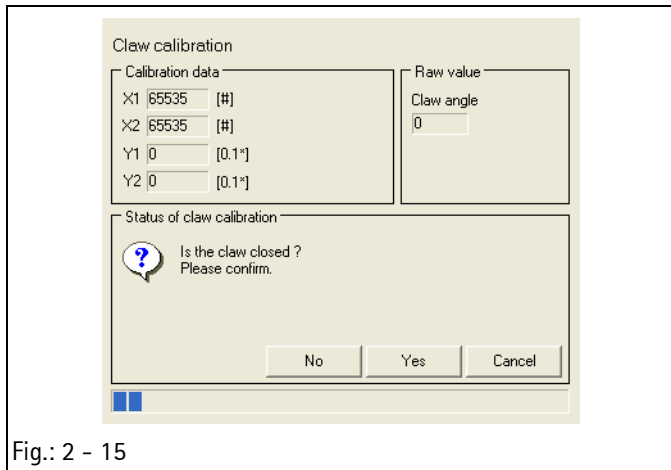 Claw calibration
Calibration data
X1 65535 [#]
X2 65535 [#]
Y1 0 [0.1°]
Y2 0 [0.1°]
Raw value
Claw angle
0
Status of claw calibration
?
Is the claw closed ?
Please confirm.
No Yes Cancel
Fig.: 2 - 15